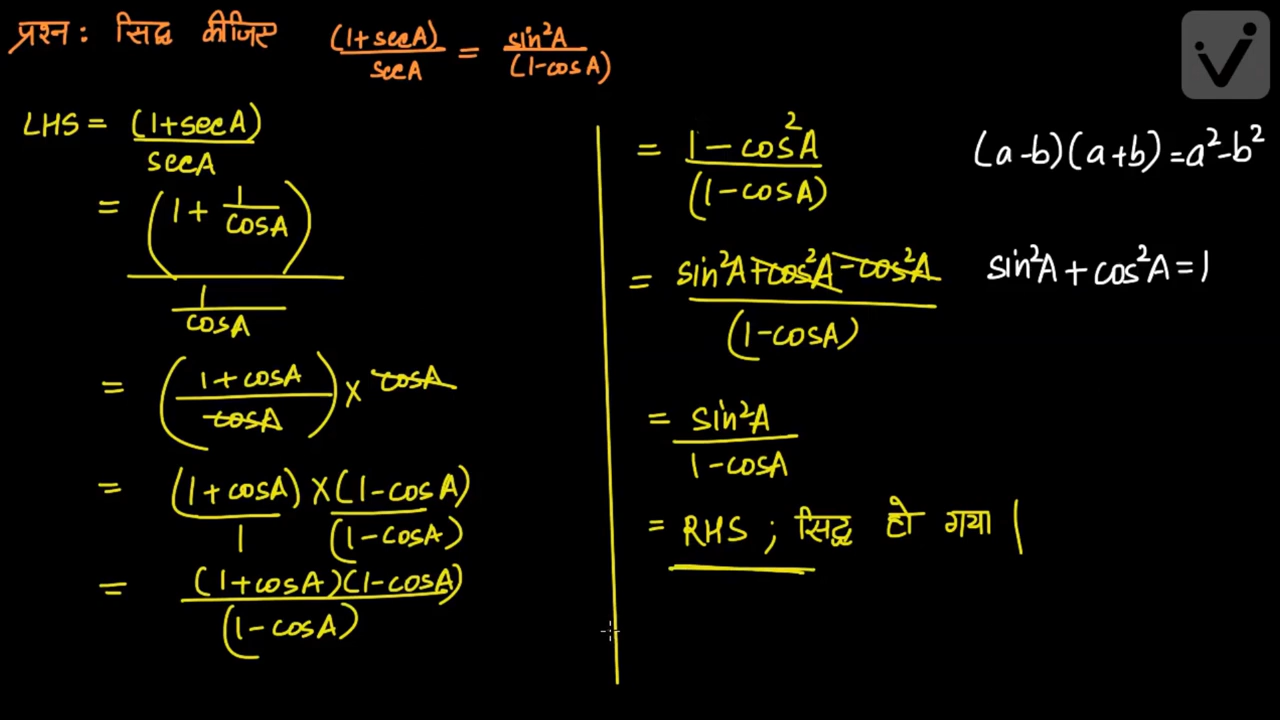 प्रश्न : सिद्ध कीजिए (1+secA)/secA = sin²A/(1-cosA)
LHS = (1+secA)/secA
= (1 + 1/cosA)/(1/cosA)
= ((1+cosA)/cosA) × cosA
= (1+cosA)/1 × (1-cosA)/(1-cosA)
= (1+cosA)(1-cosA)/(1-cosA)
= 1-cos²A/(1-cosA)
(a-b)(a+b)=a²-b²
= sin²A+cos²A-cos²A/(1-cosA)
sin²A+cos²A=1
= sin²A/1-cosA
= RHS ; सिद्ध हो गया |